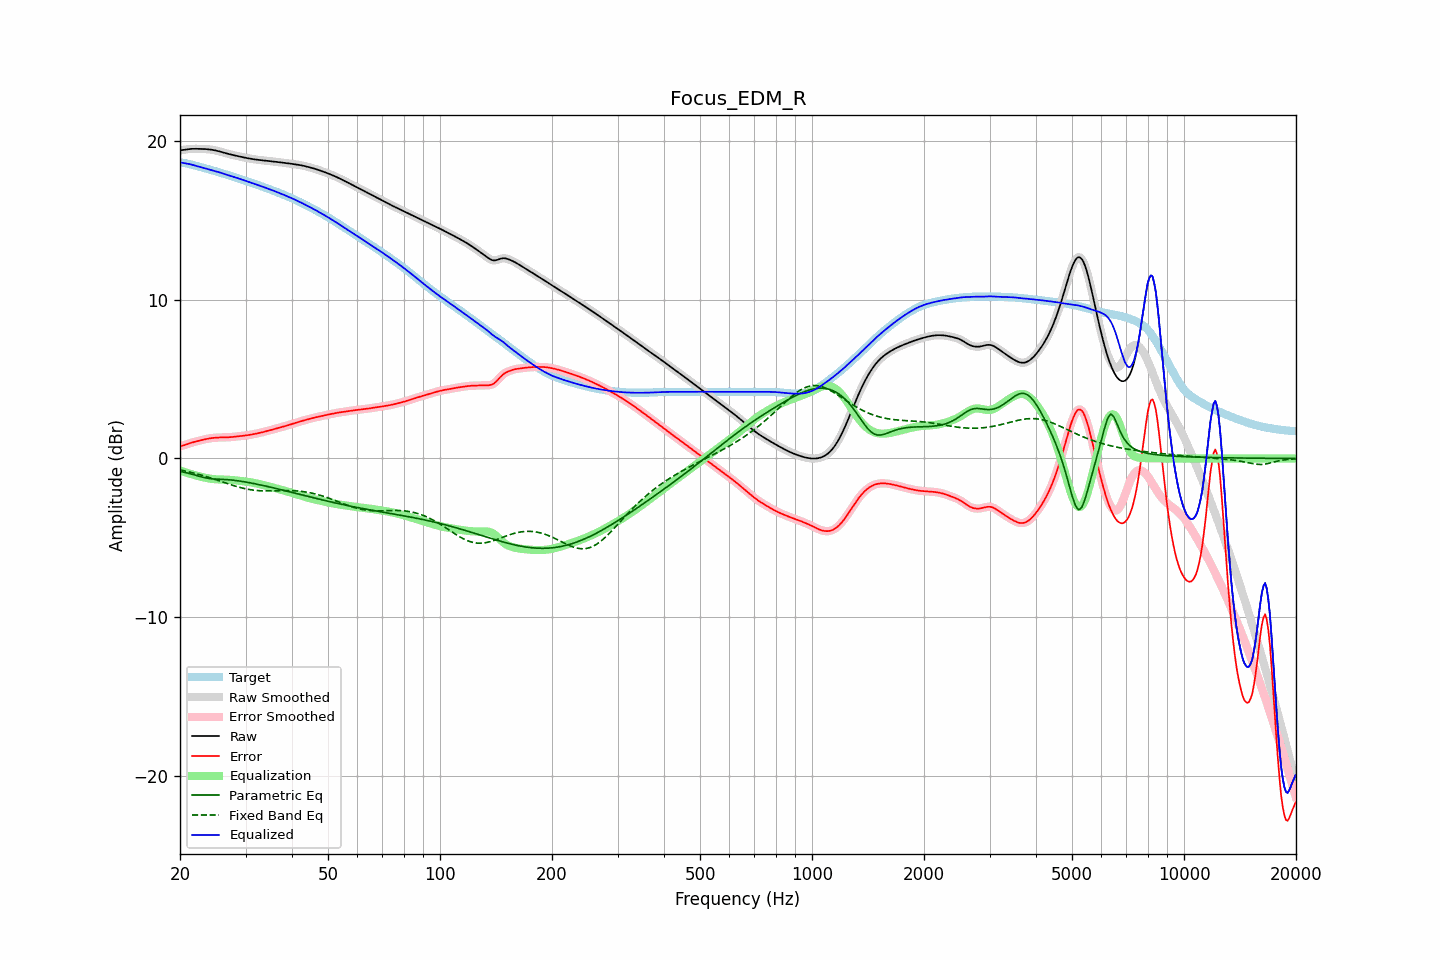 Focus_EDM_R
Amplitude (dBr)
20
10
0
−10
−20
Target
Raw Smoothed
Error Smoothed
Raw
Error
Equalization
Parametric Eq
Fixed Band Eq
Equalized
20 50 100 200 500 1000 2000 5000 10000 20000
Frequency (Hz)